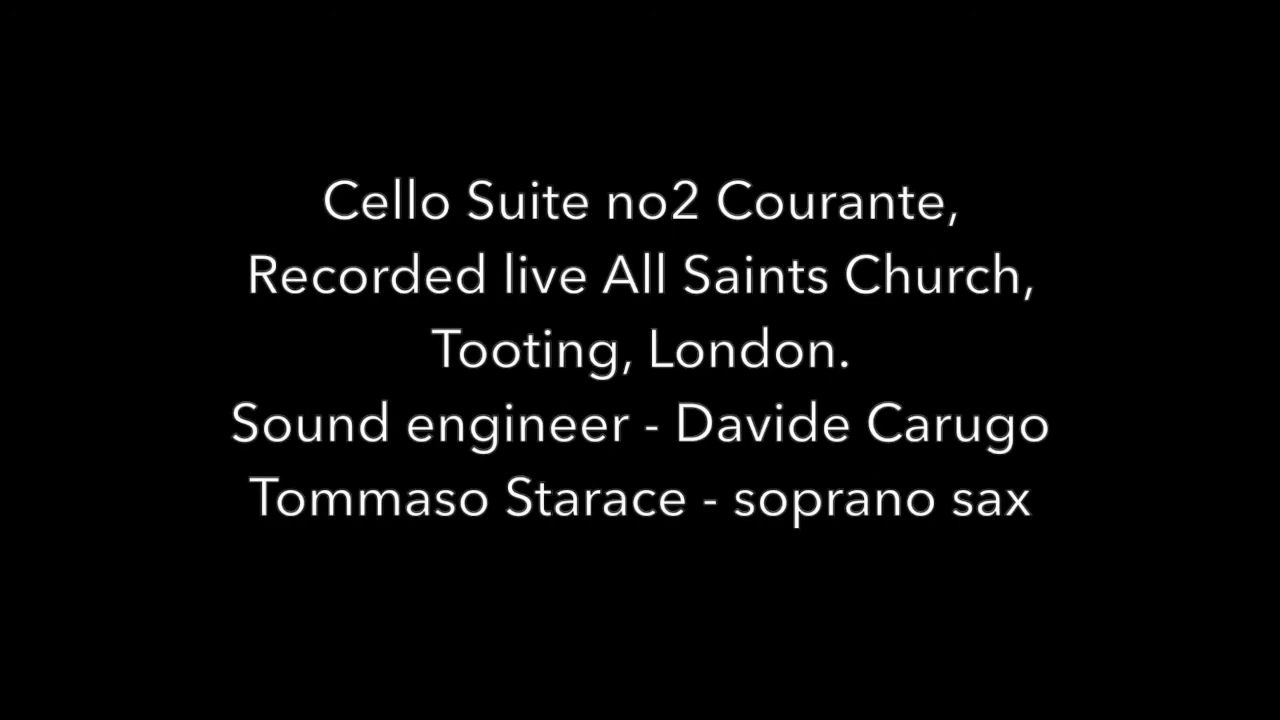 Cello Suite no2 Courante,
Recorded live All Saints Church,
Tooting, London.
Sound engineer - Davide Carugo
Tommaso Starace - soprano sax